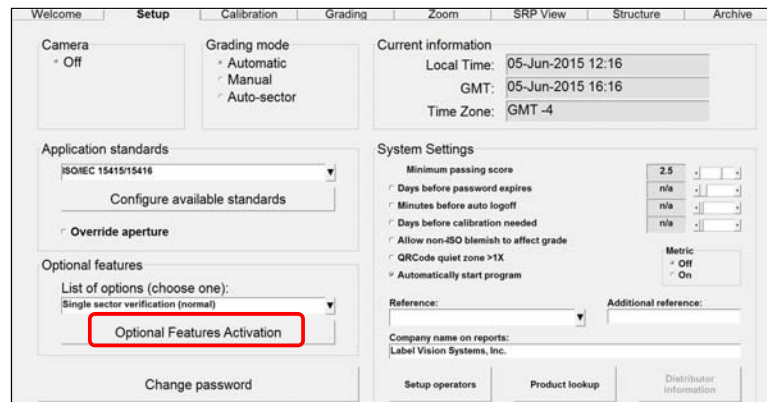 Welcome Setup Calibration Grading Zoom SRP View Structure Archive
Camera
Off
Grading mode
Automatic
Manual
Auto-sector
Current information
Local Time: 05-Jun-2015 12:16
GMT: 05-Jun-2015 16:16
Time Zone: GMT -4
Application standards
ISO/IEC 15415/15416
Configure available standards
Override aperture
Optional features
List of options (choose one):
Single sector verification (normal)
Optional Features Activation
Change password
System Settings
Minimum passing score 2.5
Days before password expires n/a
Minutes before auto logoff n/a
Days before calibration needed n/a
Allow non-ISO blemish to affect grade
QRCode quiet zone >1X
Automatically start program
Metric
Off
On
Reference: Additional reference:
Company name on reports:
Label Vision Systems, Inc.
Setup operators Product lookup Distributor information